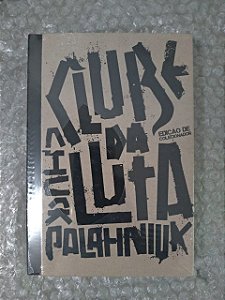 CLUBE
DA
LUTA
EDIÇÃO DE
COLECIONADOR
CHUCK
PALAHNIUK